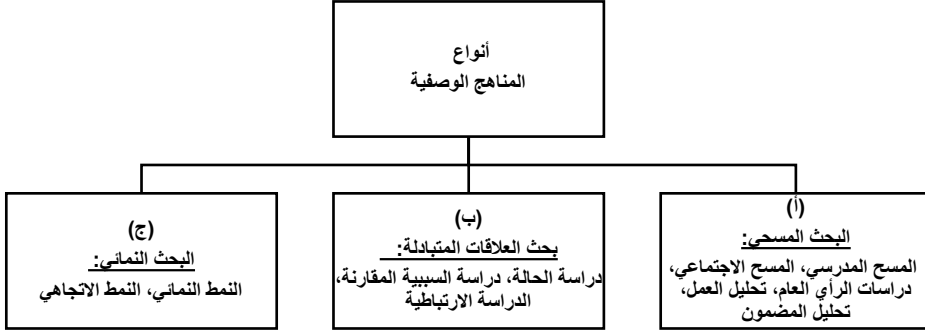 أنواع
المناهج الوصفية
(أ)
البحث المسحي:
المسح المدرسي، المسح الاجتماعي،
دراسات الرأي العام، تحليل العمل،
تحليل المضمون
(ب)
بحث العلاقات المتبادلة:
دراسة الحالة، دراسة السببية المقارنة،
الدراسة الارتباطية
(ج)
البحث النمائي:
النمط النمائي، النمط الاتجاهي